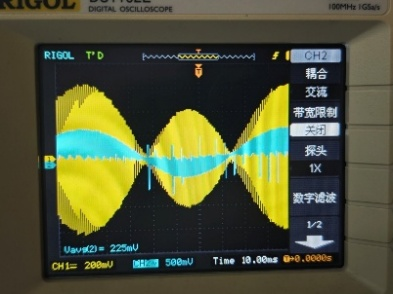 RIGOL
DIGITAL OSCILLOSCOPE
100MHz 1GSa/s
RIGOL T'D
CH2
耦合
交流
带宽限制
关闭
探头
1X
数字滤波
1/2
Vavg(2)= 225mV
CH1= 200mV CH2= 500mV Time 10.00ms +0.0000s